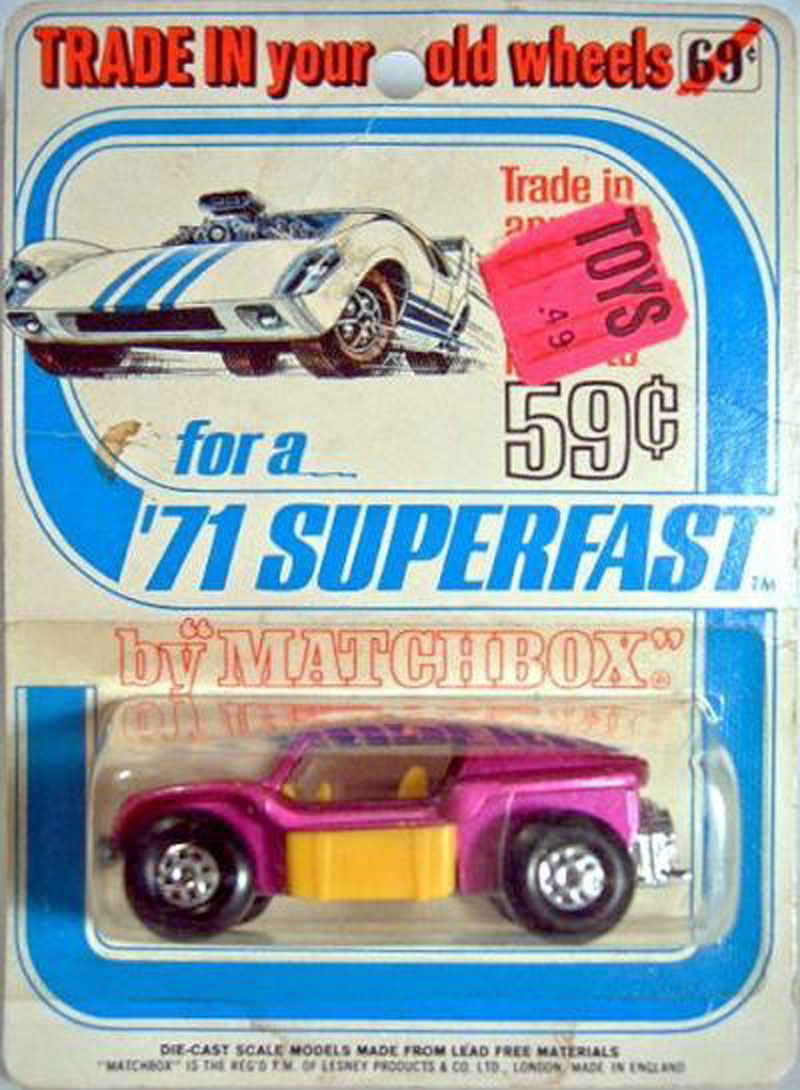 TRADE IN your old wheels 69¢
Trade in
TOYS
.49
59¢
for a
'71 SUPERFAST TM
by "MATCHBOX"®
DIE-CAST SCALE MODELS MADE FROM LEAD FREE MATERIALS
"MATCHBOX" IS THE REG'D T.M. OF LESNEY PRODUCTS & CO. LTD., LONDON, MADE IN ENGLAND